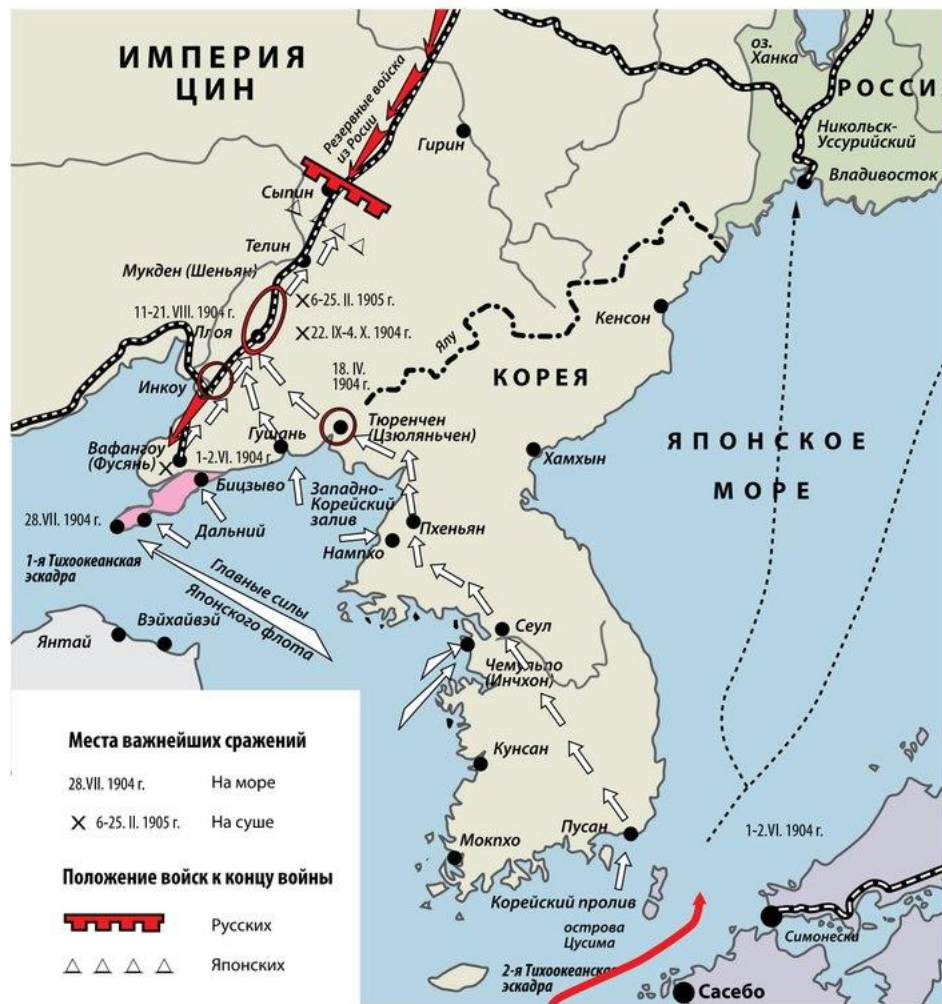 ИМПЕРИЯ
ЦИН
оз.
Ханка
РОССИ
Резервные войска
из Росии
Гирин
Никольск-
Уссурийский
Владивосток
Сыпин
Телин
Мукден (Шеньян)
6-25. II. 1905 г.
11-21. VIII. 1904 г.
Кенсон
22. IX-4. X. 1904 г.
Ялу
18. IV.
1904 г.
КОРЕЯ
Инкоу
Тюренчен
(Цзюляньчен)
Гушань
ЯПОНСКОЕ
МОРЕ
Вафангоу
(Фусянь)
1-2. VI. 1904 г.
Хамхын
Бицзыво
Западно-
Корейский
залив
28. VII. 1904 г.
Дальний
Пхеньян
Нампхо
1-я Тихоокеанская
эскадра
Главные силы
Японского флота
Вэйхайвэй
Янтай
Сеул
Чемульпо
(Инчхон)
Места важнейших сражений
28.VII. 1904 г. На море
6-25. II. 1905 г. На суше
Кунсан
Пусан
1-2. VI. 1904 г.
Мокпхо
Положение войск к концу войны
Русских
Японских
Корейский пролив
острова
Цусима
Симонески
2-я Тихоокеанская
эскадра
Сасебо